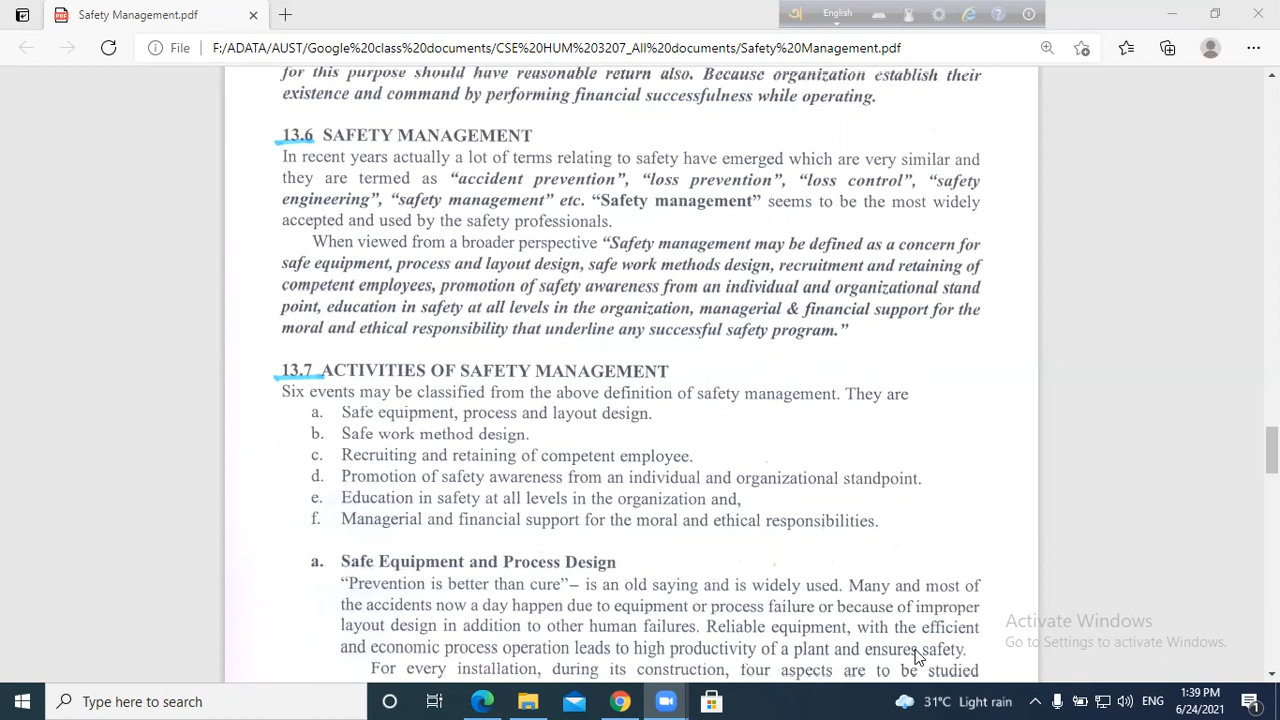 Safety Management.pdf
English
File F:/ADATA/AUST/Google%20class%20documents/CSE%20HUM%203207_All%20documents/Safety%20Management.pdf
for this purpose should have reasonable return also. Because organization establish their
existence and command by performing financial successfulness while operating.
13.6 SAFETY MANAGEMENT
In recent years actually a lot of terms relating to safety have emerged which are very similar and
they are termed as “accident prevention”, “loss prevention”, “loss control”, “safety
engineering”, “safety management” etc. “Safety management” seems to be the most widely
accepted and used by the safety professionals.
When viewed from a broader perspective “Safety management may be defined as a concern for
safe equipment, process and layout design, safe work methods design, recruitment and retaining of
competent employees, promotion of safety awareness from an individual and organizational stand
point, education in safety at all levels in the organization, managerial & financial support for the
moral and ethical responsibility that underline any successful safety program.”
13.7 ACTIVITIES OF SAFETY MANAGEMENT
Six events may be classified from the above definition of safety management. They are
a. Safe equipment, process and layout design.
b. Safe work method design.
c. Recruiting and retaining of competent employee.
d. Promotion of safety awareness from an individual and organizational standpoint.
e. Education in safety at all levels in the organization and,
f. Managerial and financial support for the moral and ethical responsibilities.
a. Safe Equipment and Process Design
“Prevention is better than cure”– is an old saying and is widely used. Many and most of
the accidents now a day happen due to equipment or process failure or because of improper
layout design in addition to other human failures. Reliable equipment, with the efficient
and economic process operation leads to high productivity of a plant and ensures safety.
For every installation, during its construction, four aspects are to be studied
Activate Windows
Go to Settings to activate Windows.
Type here to search
31°C Light rain
ENG
1:39 PM
6/24/2021
1